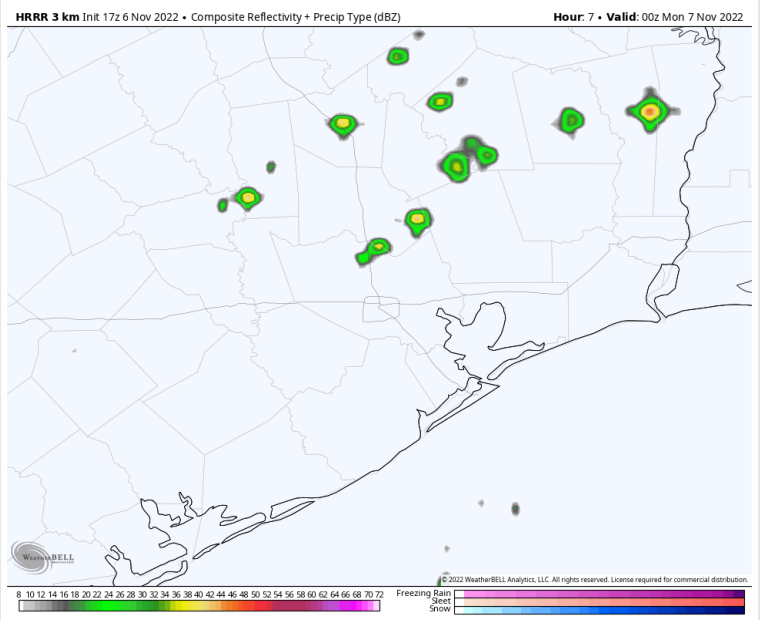 HRRR 3 km Init 17z 6 Nov 2022 • Composite Reflectivity + Precip Type (dBZ)
Hour: 7 • Valid: 00z Mon 7 Nov 2022
WEATHERBELL
© 2022 WeatherBELL Analytics, LLC. All rights reserved. License required for commercial distribution.
8 10 12 14 16 18 20 22 24 26 28 30 32 34 36 38 40 42 44 46 48 50 52 54 56 58 60 62 64 66 68 70 72
Freezing Rain
Sleet
Snow